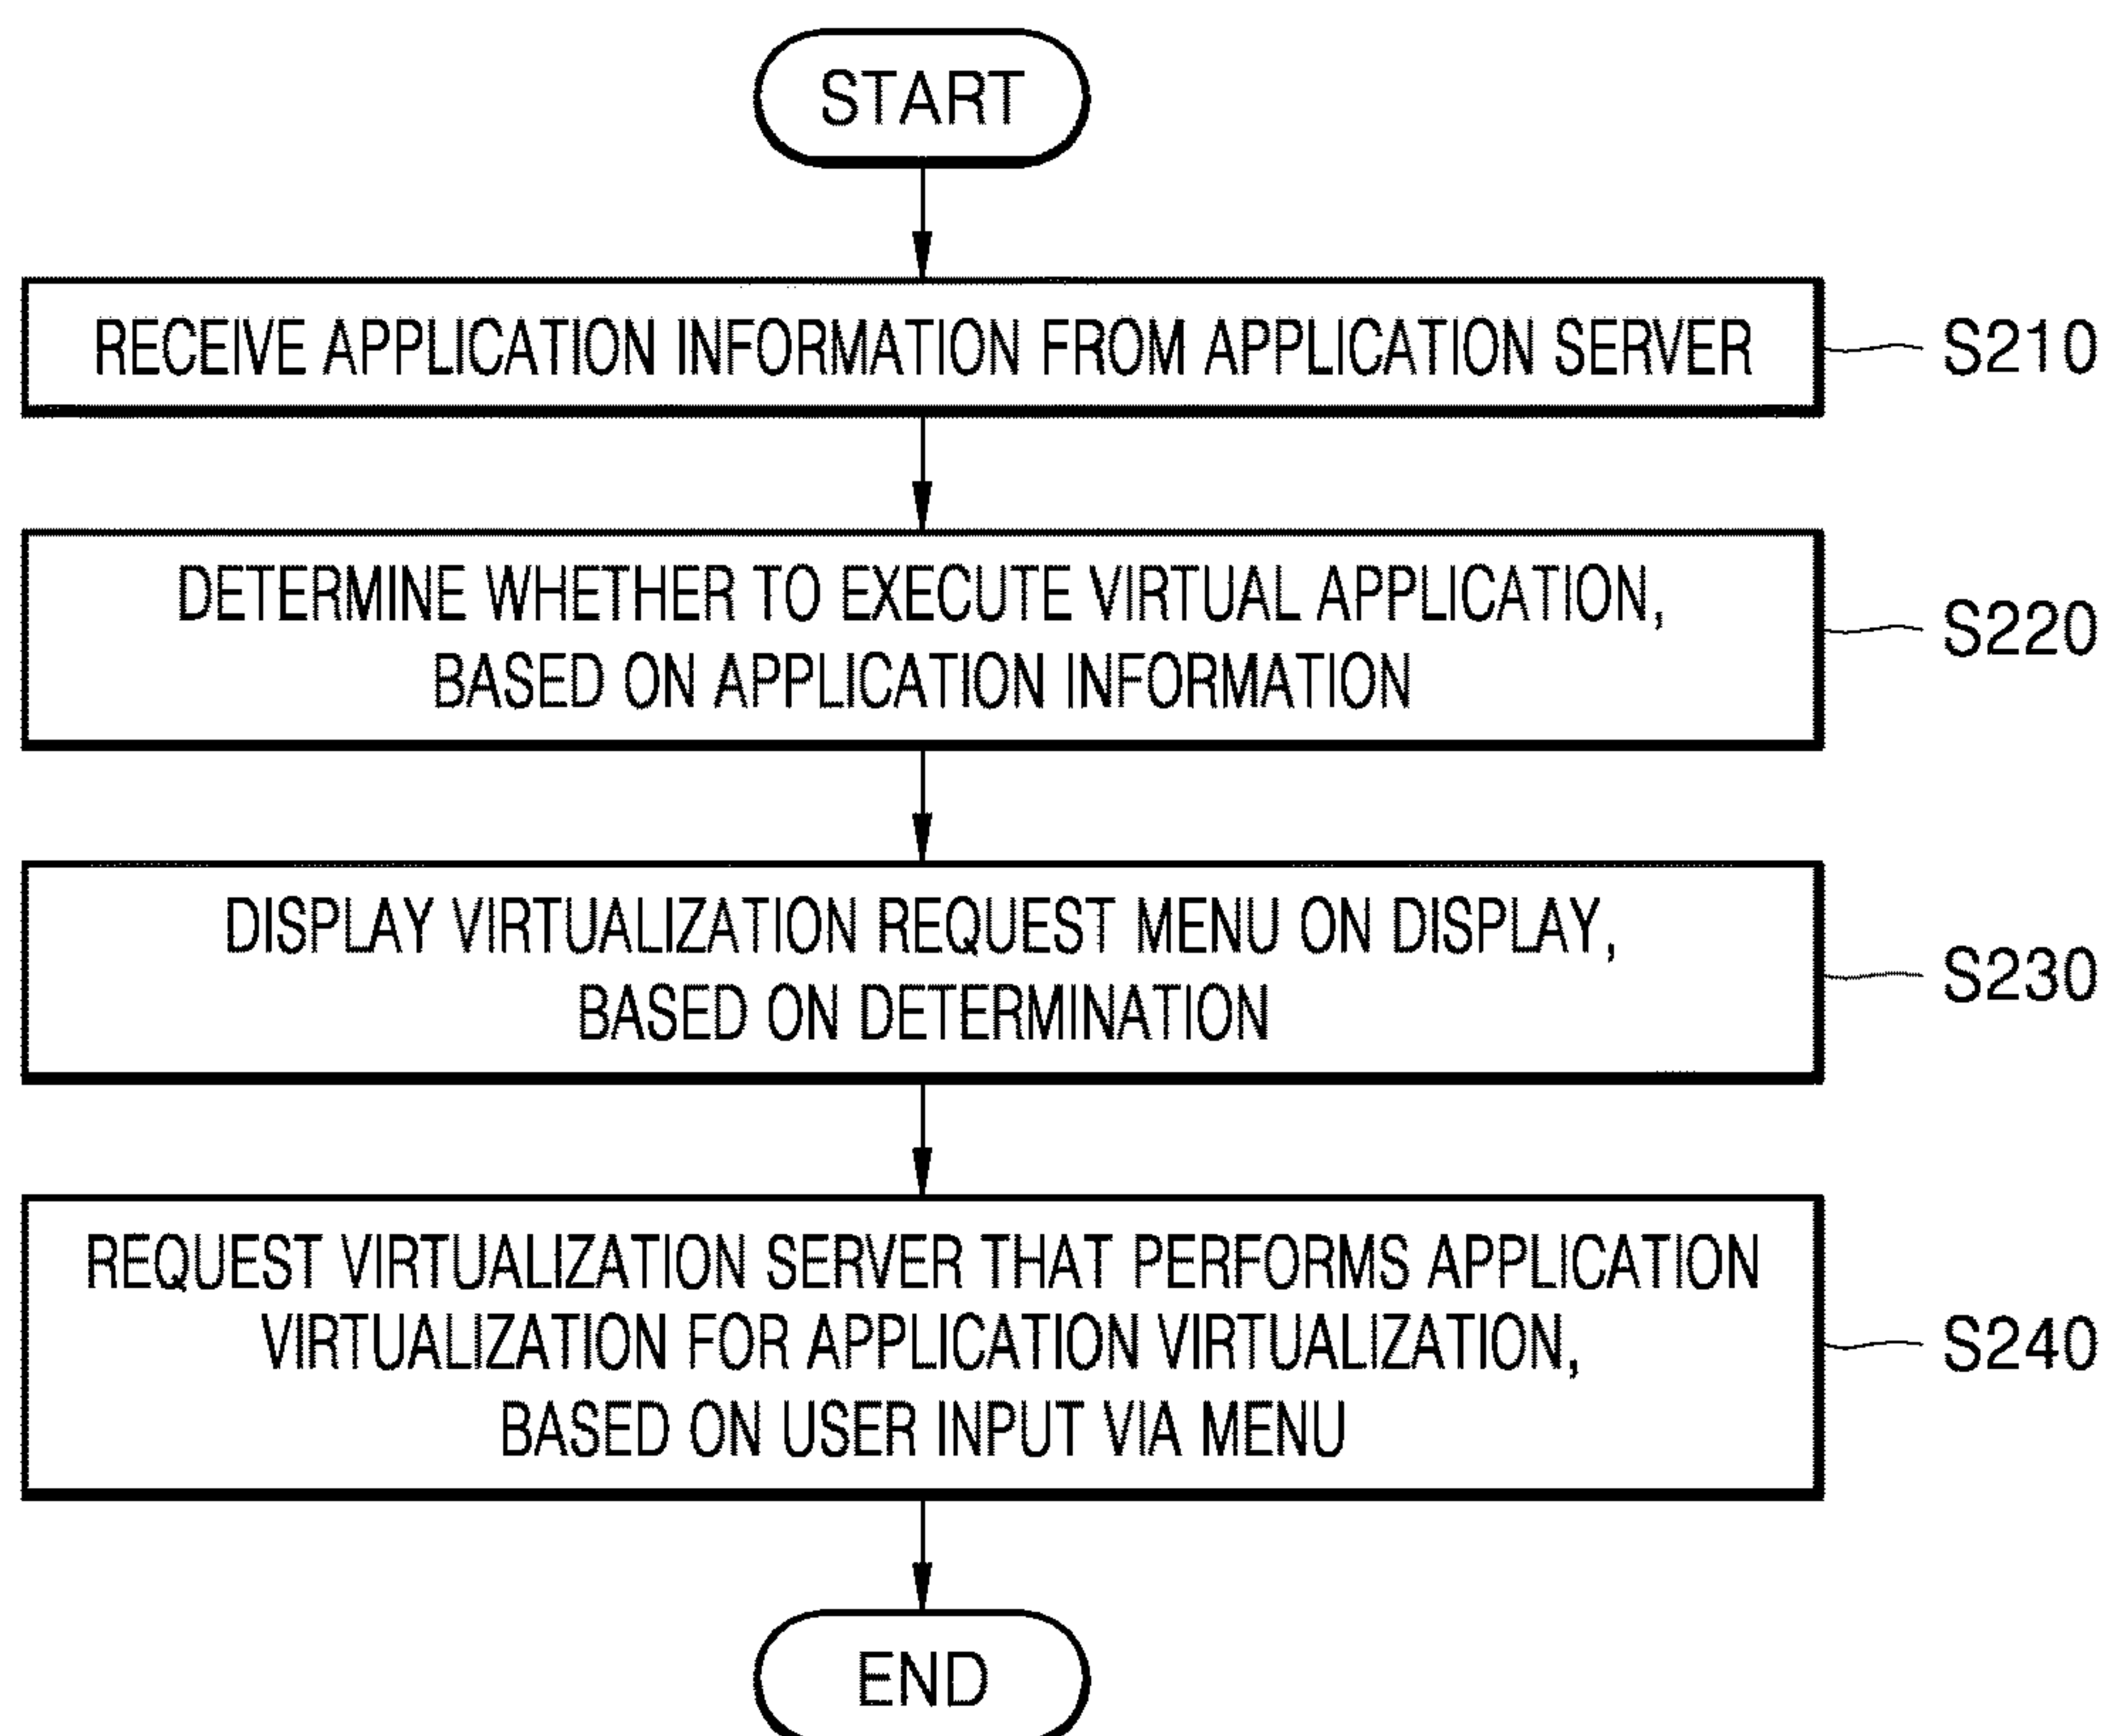 START
RECEIVE APPLICATION INFORMATION FROM APPLICATION SERVER
S210
DETERMINE WHETHER TO EXECUTE VIRTUAL APPLICATION,
BASED ON APPLICATION INFORMATION
S220
DISPLAY VIRTUALIZATION REQUEST MENU ON DISPLAY,
BASED ON DETERMINATION
S230
REQUEST VIRTUALIZATION SERVER THAT PERFORMS APPLICATION
VIRTUALIZATION FOR APPLICATION VIRTUALIZATION,
BASED ON USER INPUT VIA MENU
S240
END